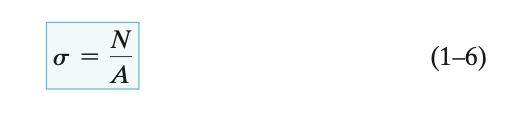 σ = N/A (1–6)